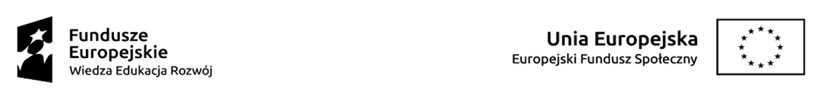 Fundusze
Europejskie
Wiedza Edukacja Rozwój
Unia Europejska
Europejski Fundusz Społeczny